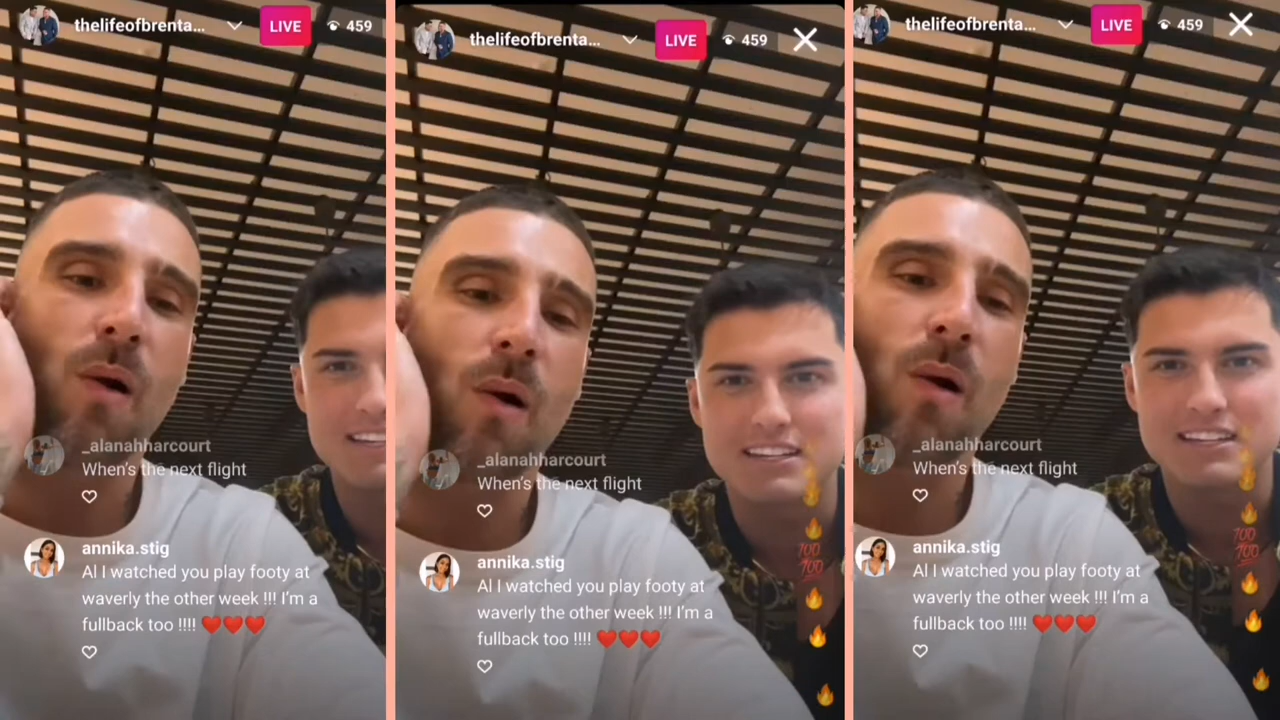 thelifeofbrenta...
LIVE
459
_alanahharcourt
When's the next flight
annika.stig
Al I watched you play footy at
waverly the other week !!! I'm a
fullback too !!!! ❤️❤️❤️
thelifeofbrenta...
LIVE
459
_alanahharcourt
When's the next flight
annika.stig
Al I watched you play footy at
waverly the other week !!! I'm a
fullback too !!!! ❤️❤️❤️
🔥
🔥
💯
💯
🔥
🔥
🔥
thelifeofbrenta...
LIVE
459
_alanahharcourt
When's the next flight
annika.stig
Al I watched you play footy at
waverly the other week !!! I'm a
fullback too !!!! ❤️❤️❤️
🔥
🔥
💯
💯
🔥
🔥
🔥